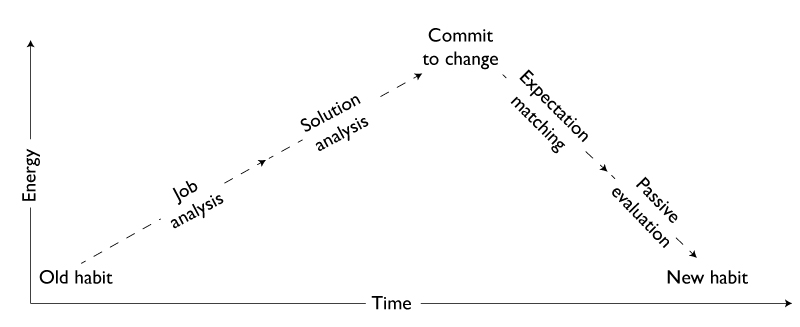 Commit
to change
Expectation
matching
Solution
analysis
Job
analysis
Passive
evaluation
Energy
Old habit
New habit
Time